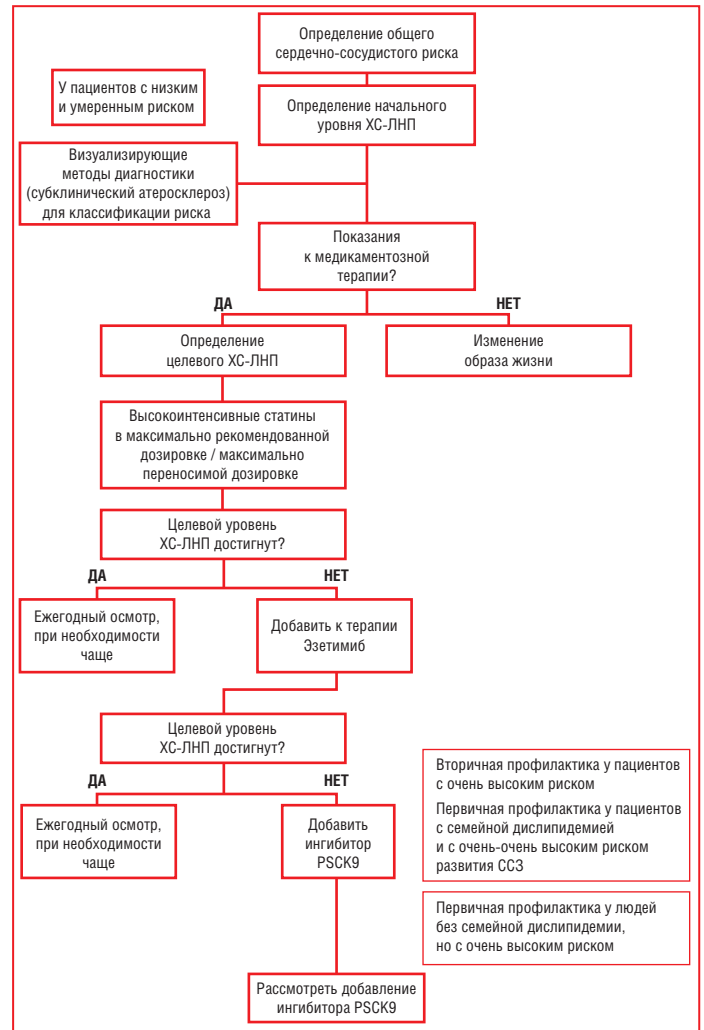 Определение общего
сердечно-сосудистого риска
У пациентов с низким
и умеренным риском
Определение начального
уровня ХС-ЛНП
Визуализирующие
методы диагностики
(субклинический атеросклероз)
для классификации риска
Показания
к медикаментозной
терапии?
ДА
НЕТ
Определение
целевого ХС-ЛНП
Изменение
образа жизни
Высокоинтенсивные статины
в максимально рекомендованной
дозировке / максимально
переносимой дозировке
Целевой уровень
ХС-ЛНП достигнут?
ДА
НЕТ
Ежегодный осмотр,
при необходимости
чаще
Добавить к терапии
Эзетимиб
Целевой уровень
ХС-ЛНП достигнут?
ДА
НЕТ
Ежегодный осмотр,
при необходимости
чаще
Добавить
ингибитор
PSCK9
Вторичная профилактика у пациентов
с очень высоким риском
Первичная профилактика у пациентов
с семейной дислипидемией
и с очень-очень высоким риском
развития ССЗ
Первичная профилактика у людей
без семейной дислипидемии,
но с очень высоким риском
Рассмотреть добавление
ингибитора PSCK9